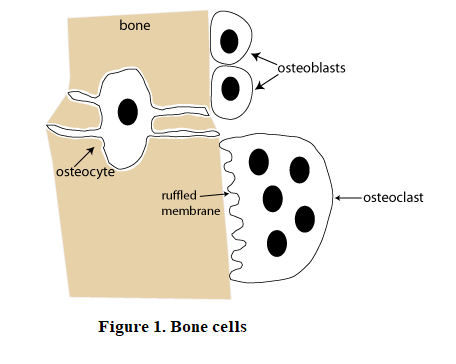 bone
osteoblasts
osteocyte
ruffled
membrane
osteoclast
Figure 1. Bone cells